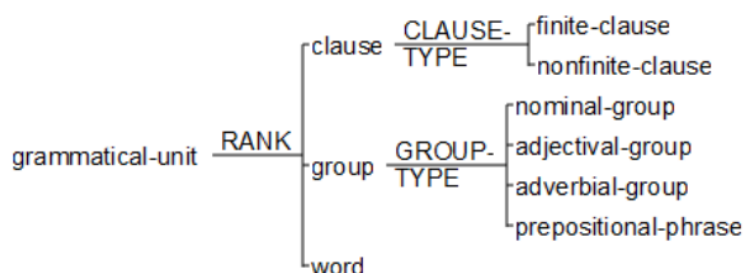 grammatical-unit
RANK
clause
CLAUSE-
TYPE
finite-clause
nonfinite-clause
group
GROUP-
TYPE
nominal-group
adjectival-group
adverbial-group
prepositional-phrase
word